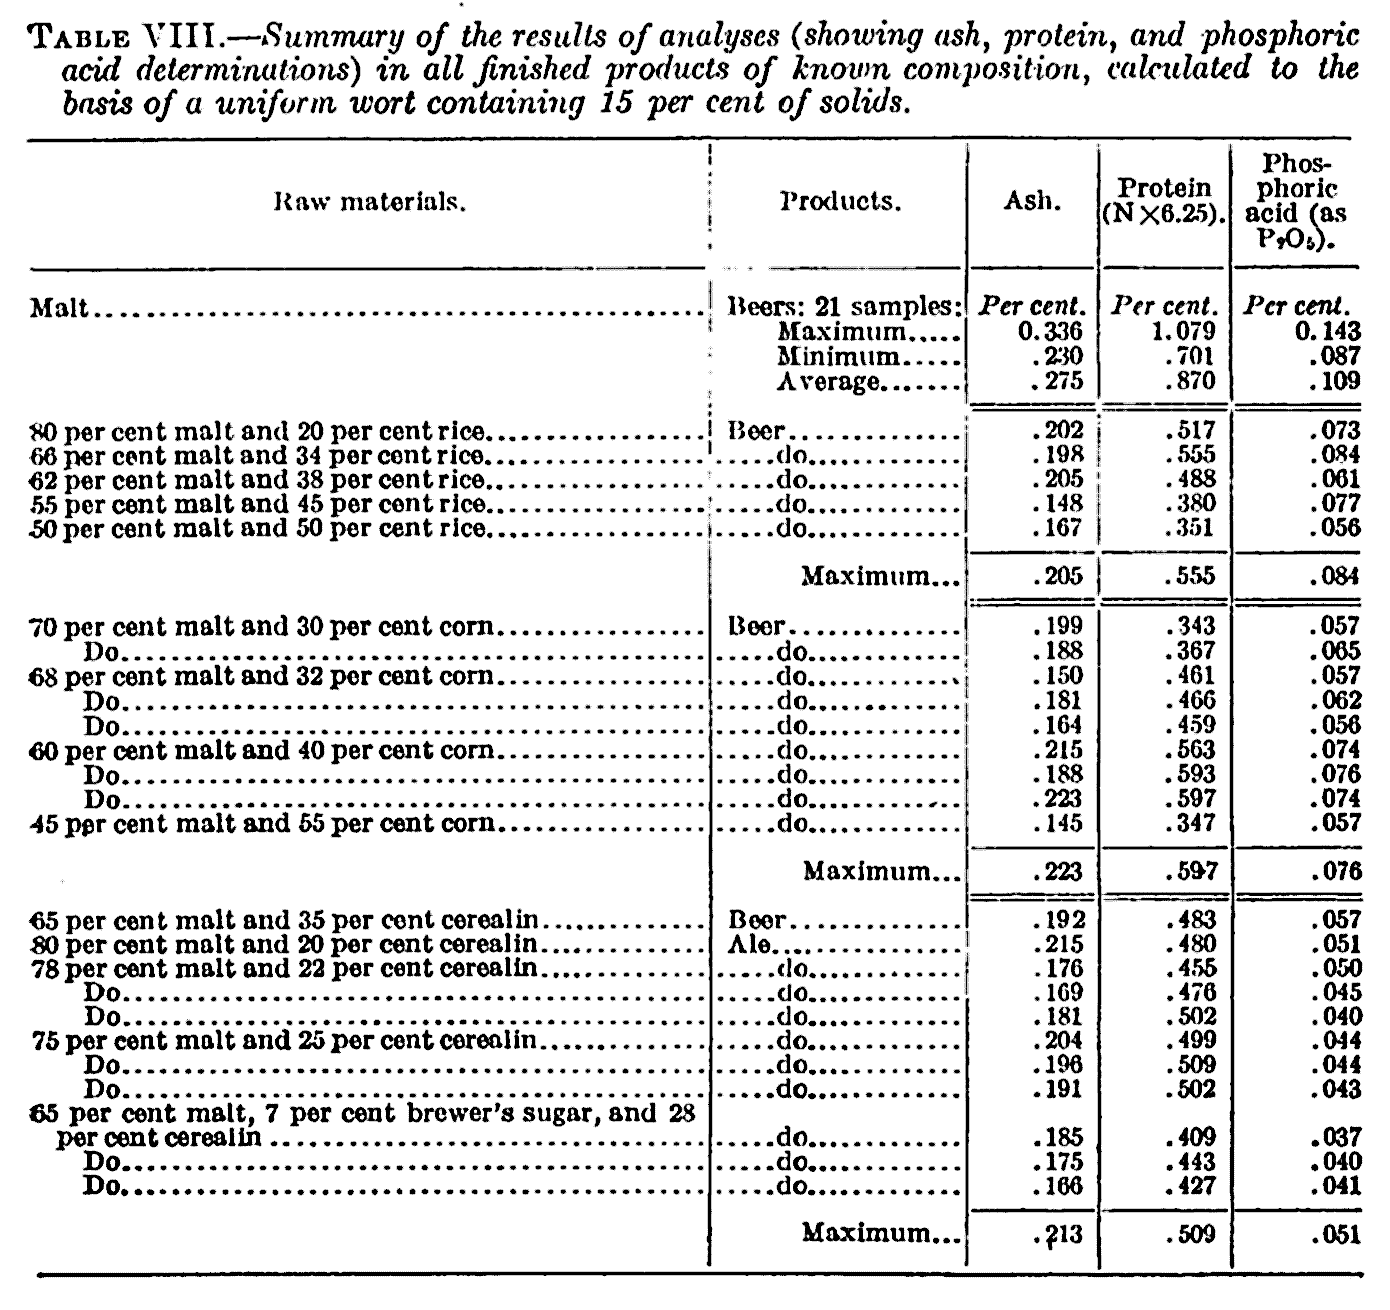 TABLE VIII.—Summary of the results of analyses (showing ash, protein, and phosphoric
acid determinations) in all finished products of known composition, calculated to the
basis of a uniform wort containing 15 per cent of solids.
Raw materials. Products. Ash. Protein (N×6.25). Phosphoric acid (as P₂O₅).
Malt Beers: 21 samples: Per cent. Per cent. Per cent.
Maximum 0.336 1.079 0.143
Minimum .230 .701 .087
Average .275 .870 .109
80 per cent malt and 20 per cent rice Beer .202 .517 .073
66 per cent malt and 34 per cent rice do .198 .555 .084
62 per cent malt and 38 per cent rice do .205 .488 .061
55 per cent malt and 45 per cent rice do .148 .380 .077
50 per cent malt and 50 per cent rice do .167 .351 .056
Maximum .205 .555 .084
70 per cent malt and 30 per cent corn Beer .199 .343 .057
Do do .188 .367 .065
68 per cent malt and 32 per cent corn do .150 .461 .057
Do do .181 .466 .062
Do do .164 .459 .056
60 per cent malt and 40 per cent corn do .215 .563 .074
Do do .188 .593 .076
Do do .223 .597 .074
45 per cent malt and 55 per cent corn do .145 .347 .057
Maximum .223 .597 .076
65 per cent malt and 35 per cent cerealin Beer .192 .483 .057
80 per cent malt and 20 per cent cerealin Ale .215 .480 .051
78 per cent malt and 22 per cent cerealin do .176 .455 .050
Do do .169 .476 .045
Do do .181 .502 .040
75 per cent malt and 25 per cent cerealin do .204 .499 .044
Do do .196 .509 .044
Do do .191 .502 .043
65 per cent malt, 7 per cent brewer's sugar, and 28
per cent cerealin do .185 .409 .037
Do do .175 .443 .040
Do do .166 .427 .041
Maximum .213 .509 .051